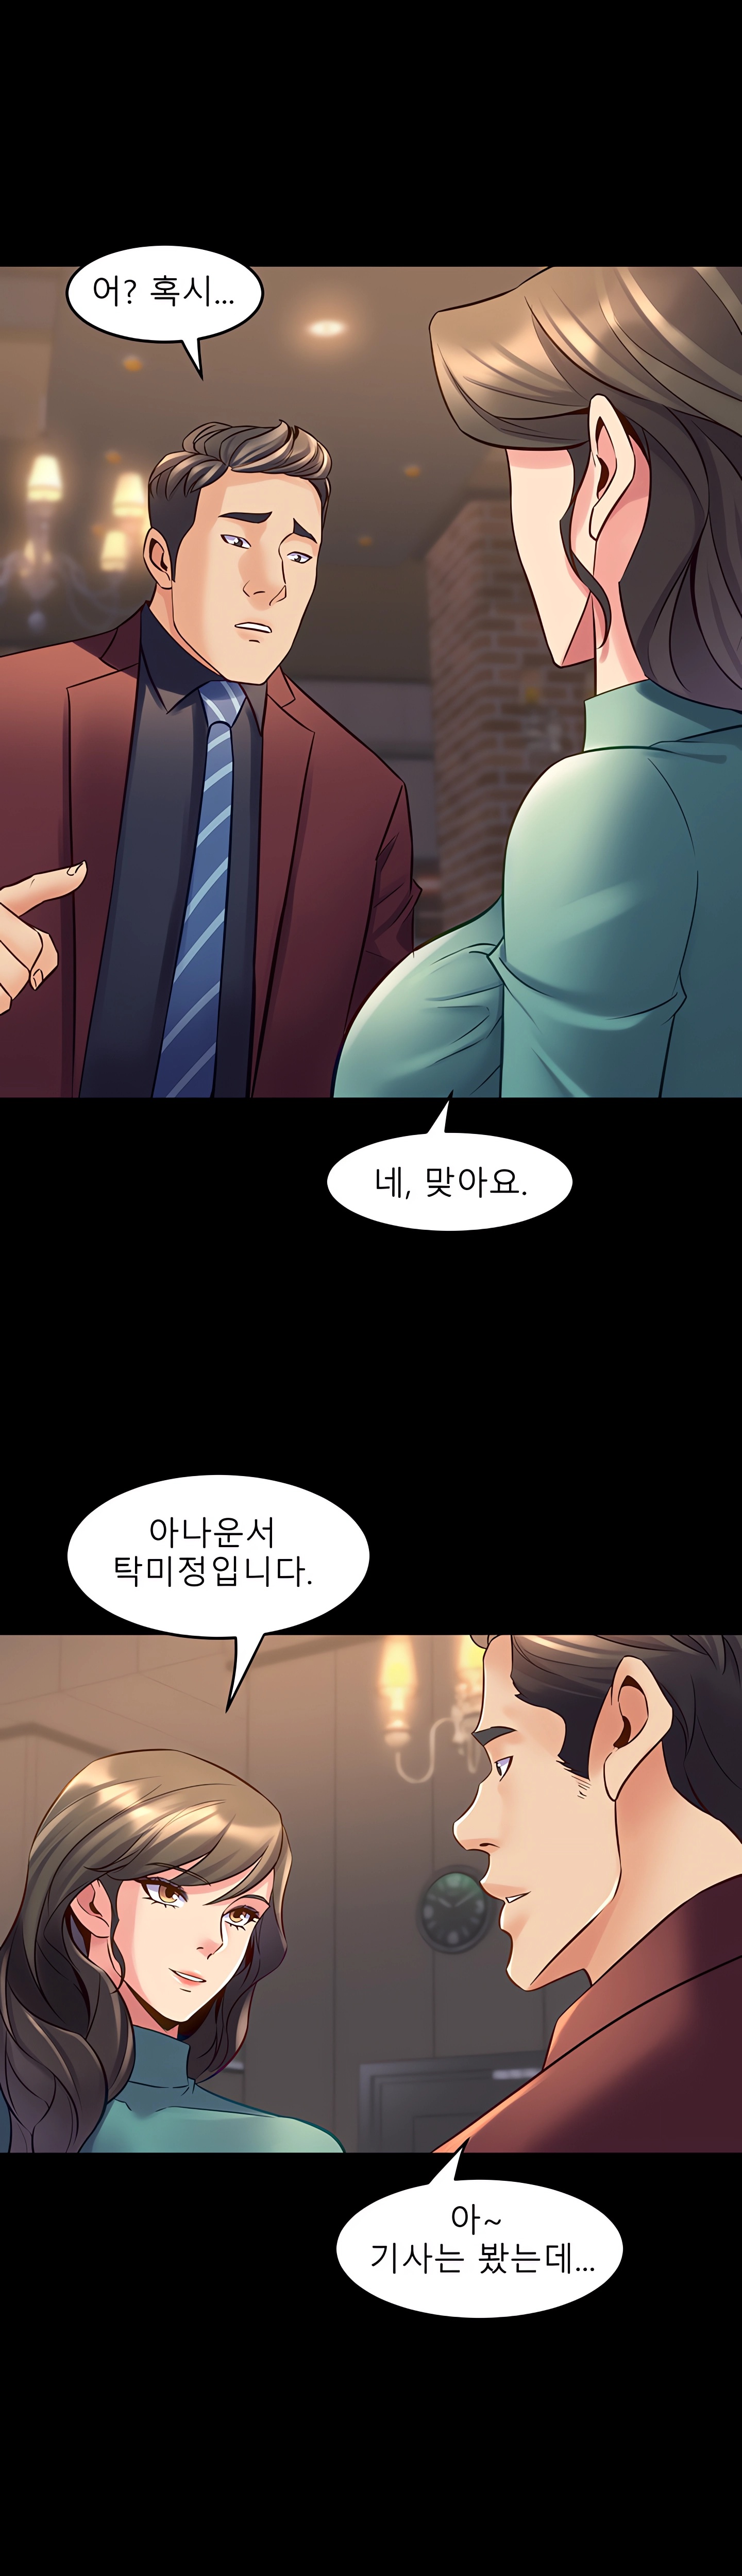 어? 혹시...
네, 맞아요.
아나운서
탁미정입니다.
아~
기사는 봤는데...